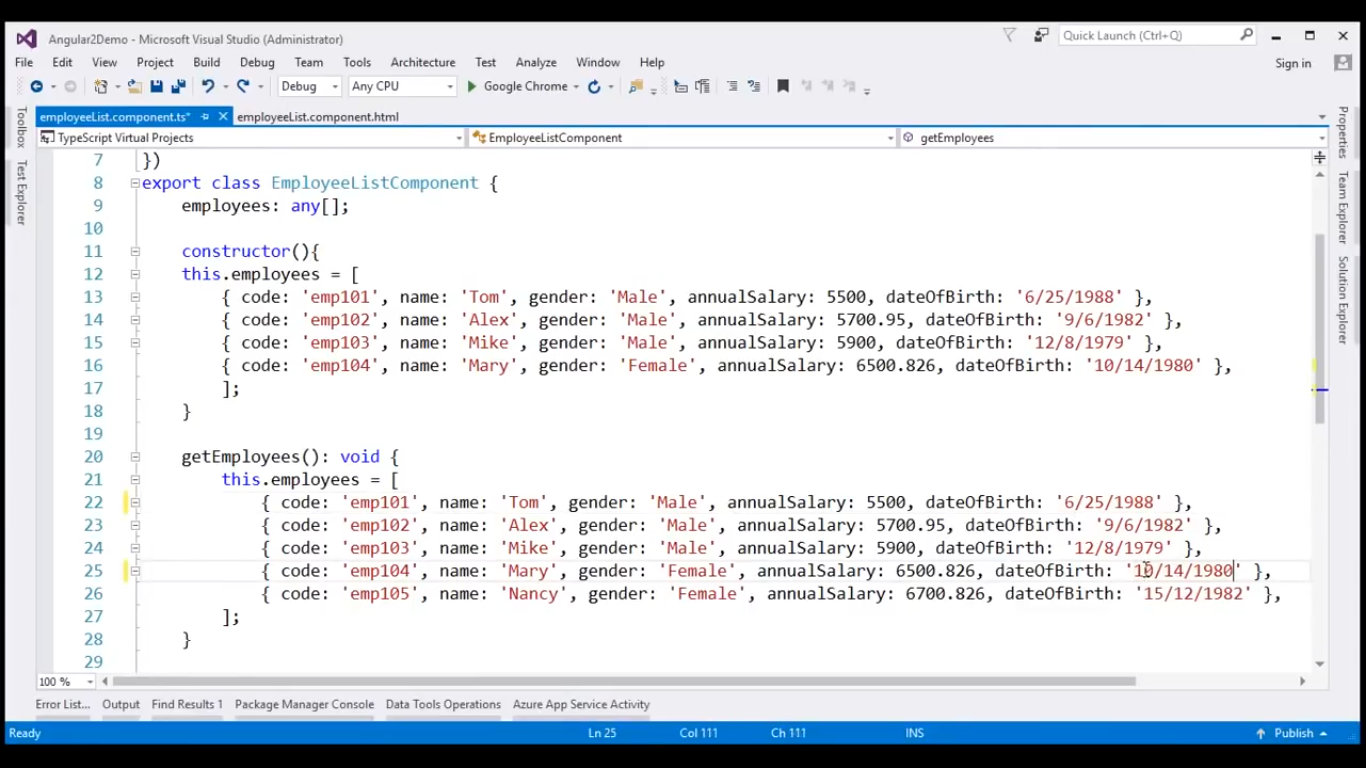 Angular2Demo - Microsoft Visual Studio (Administrator)
Quick Launch (Ctrl+Q)
File Edit View Project Build Debug Team Tools Architecture Test Analyze Window Help
Sign in
Debug Any CPU Google Chrome
employeeList.component.ts* employeeList.component.html
TypeScript Virtual Projects EmployeeListComponent getEmployees
Toolbox
Test Explorer
7 })
8 export class EmployeeListComponent {
9 employees: any[];
10
11 constructor(){
12 this.employees = [
13 { code: 'emp101', name: 'Tom', gender: 'Male', annualSalary: 5500, dateOfBirth: '6/25/1988' },
14 { code: 'emp102', name: 'Alex', gender: 'Male', annualSalary: 5700.95, dateOfBirth: '9/6/1982' },
15 { code: 'emp103', name: 'Mike', gender: 'Male', annualSalary: 5900, dateOfBirth: '12/8/1979' },
16 { code: 'emp104', name: 'Mary', gender: 'Female', annualSalary: 6500.826, dateOfBirth: '10/14/1980' },
17 ];
18 }
19
20 getEmployees(): void {
21 this.employees = [
22 { code: 'emp101', name: 'Tom', gender: 'Male', annualSalary: 5500, dateOfBirth: '6/25/1988' },
23 { code: 'emp102', name: 'Alex', gender: 'Male', annualSalary: 5700.95, dateOfBirth: '9/6/1982' },
24 { code: 'emp103', name: 'Mike', gender: 'Male', annualSalary: 5900, dateOfBirth: '12/8/1979' },
25 { code: 'emp104', name: 'Mary', gender: 'Female', annualSalary: 6500.826, dateOfBirth: '10/14/1980' },
26 { code: 'emp105', name: 'Nancy', gender: 'Female', annualSalary: 6700.826, dateOfBirth: '15/12/1982' },
27 ];
28 }
29
Properties
Team Explorer
Solution Explorer
100 %
Error List... Output Find Results 1 Package Manager Console Data Tools Operations Azure App Service Activity
Ready Ln 25 Col 111 Ch 111 INS Publish